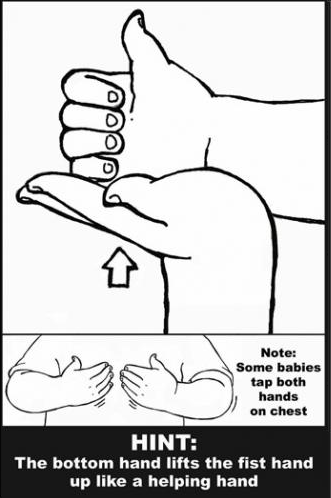 Note:
Some babies
tap both
hands
on chest
HINT:
The bottom hand lifts the fist hand
up like a helping hand